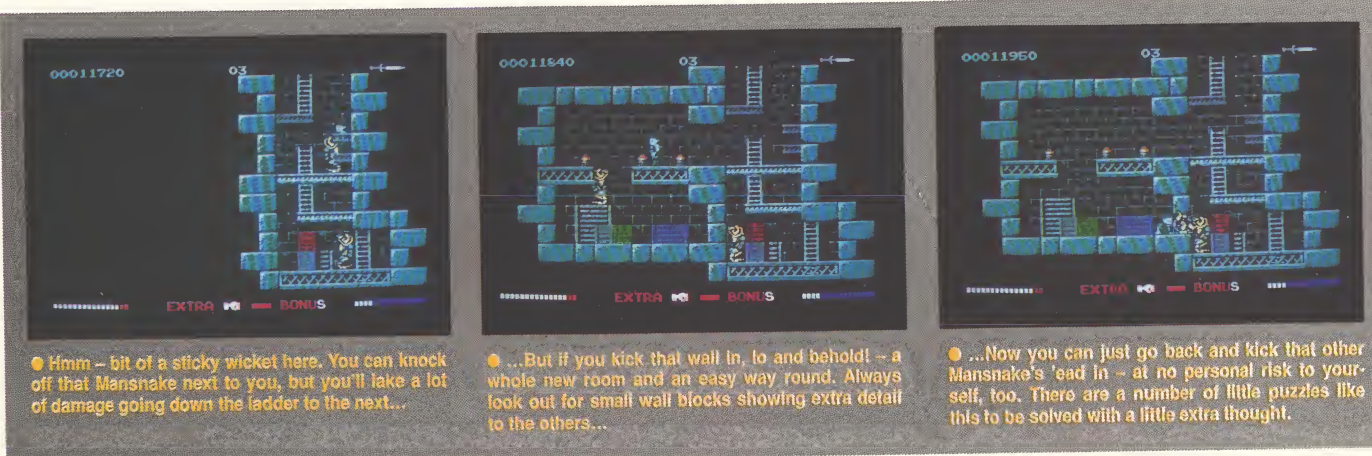 00011720 03
EXTRA BONUS
● Hmm – bit of a sticky wicket here. You can knock
off that Mansnake next to you, but you'll take a lot
of damage going down the ladder to the next...
00011840 03
EXTRA BONUS
● ...But if you kick that wall in, lo and behold! – a
whole new room and an easy way round. Always
look out for small wall blocks showing extra detail
to the others...
00011950 03
EXTRA BONUS
● ...Now you can just go back and kick that other
Mansnake's 'ead in – at no personal risk to your-
self, too. There are a number of little puzzles like
this to be solved with a little extra thought.